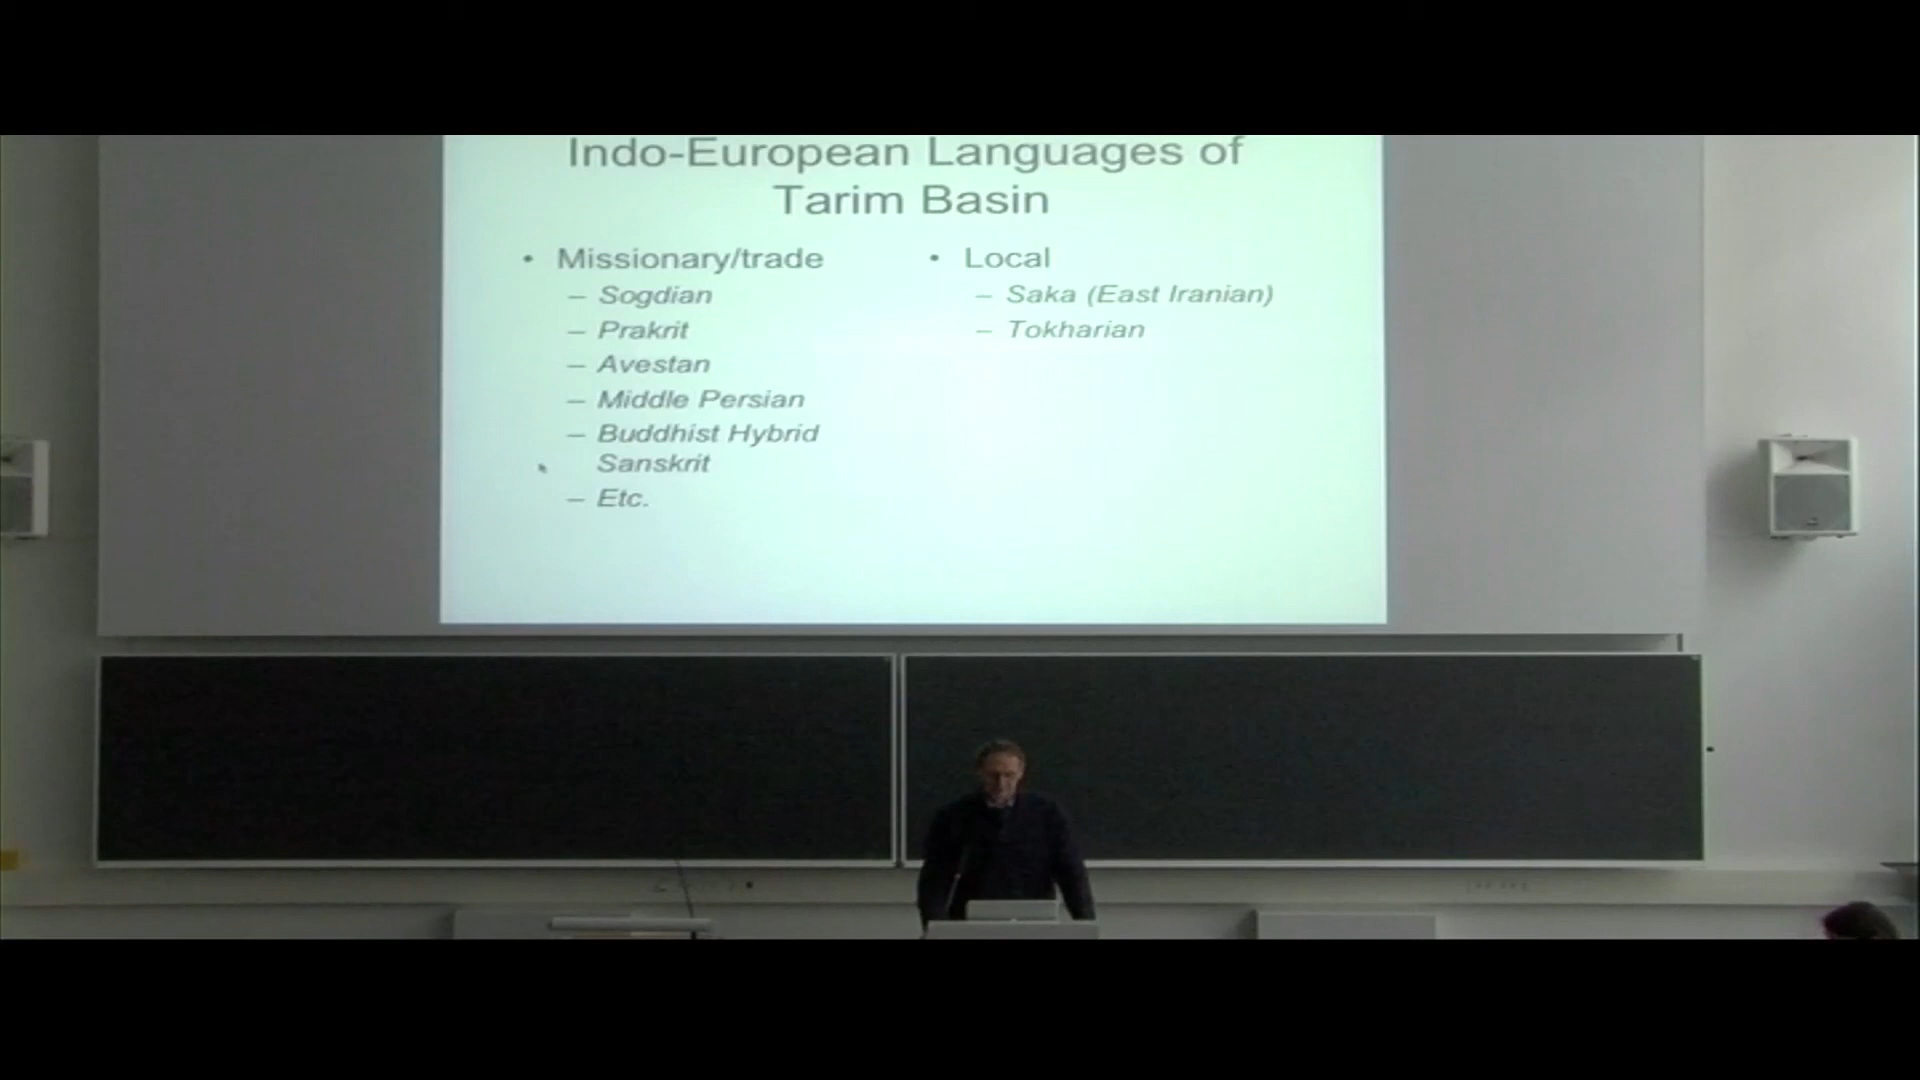 Indo-European Languages of
Tarim Basin
• Missionary/trade
– Sogdian
– Prakrit
– Avestan
– Middle Persian
– Buddhist Hybrid
Sanskrit
– Etc.
• Local
– Saka (East Iranian)
– Tokharian